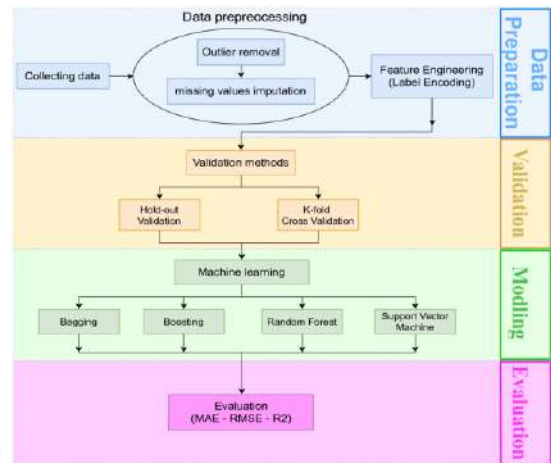 Data prepreocessing
Outlier removal
Collecting data
missing values imputation
Feature Engineering
(Label Encoding)
Data
Preparation
Validation methods
Hold-out
Validation
K-fold
Cross Validation
Validation
Machine learning
Bagging
Boosting
Random Forest
Support Vector
Machine
Modling
Evaluation
(MAE - RMSE - R2)
Evaluation